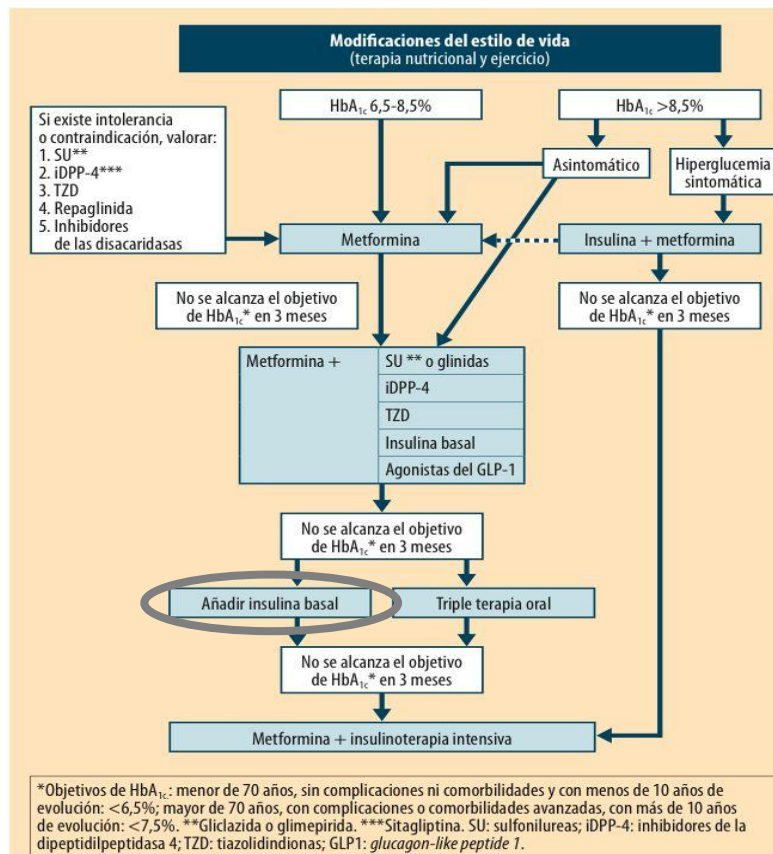 Modificaciones del estilo de vida
(terapia nutricional y ejercicio)
HbA1c 6,5-8,5%
HbA1c >8,5%
Si existe intolerancia
o contraindicación, valorar:
1. SU**
2. iDPP-4***
3. TZD
4. Repaglinida
5. Inhibidores
de las disacaridasas
Asintomático
Hiperglucemia
sintomática
Metformina
Insulina + metformina
No se alcanza el objetivo
de HbA1c* en 3 meses
No se alcanza el objetivo
de HbA1c* en 3 meses
Metformina +
SU ** o glinidas
iDPP-4
TZD
Insulina basal
Agonistas del GLP-1
No se alcanza el objetivo
de HbA1c* en 3 meses
Añadir insulina basal
Triple terapia oral
No se alcanza el objetivo
de HbA1c* en 3 meses
Metformina + insulinoterapia intensiva
*Objetivos de HbA1c: menor de 70 años, sin complicaciones ni comorbilidades y con menos de 10 años de
evolución: <6,5%; mayor de 70 años, con complicaciones o comorbilidades avanzadas, con más de 10 años
de evolución: <7,5%. **Gliclazida o glimepirida. ***Sitagliptina. SU: sulfonilureas; iDPP-4: inhibidores de la
dipeptidilpeptidasa 4; TZD: tiazolidindionas; GLP1: glucagon-like peptide 1.